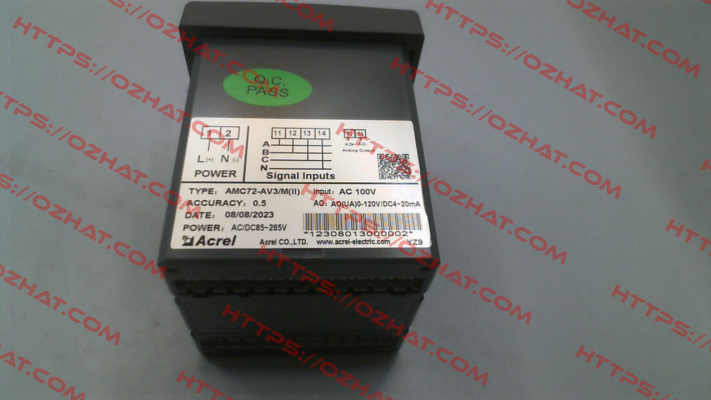 Q.C.
PASS
1 2
L(+) N(-)
POWER
11 12 13 14
A
B
C
N
Signal Inputs
Analog Output
TYPE: AMC72-AV3/M(II) Input: AC 100V
ACCURACY: 0.5 AO: AO(UA)0-120V/DC4~20mA
DATE: 08/08/2023
POWER: AC/DC85~265V *12308013000002*
Acrel Acrel CO.,LTD. www.acrel-electric.com YZ9
HTTPS://OZHAT.COM